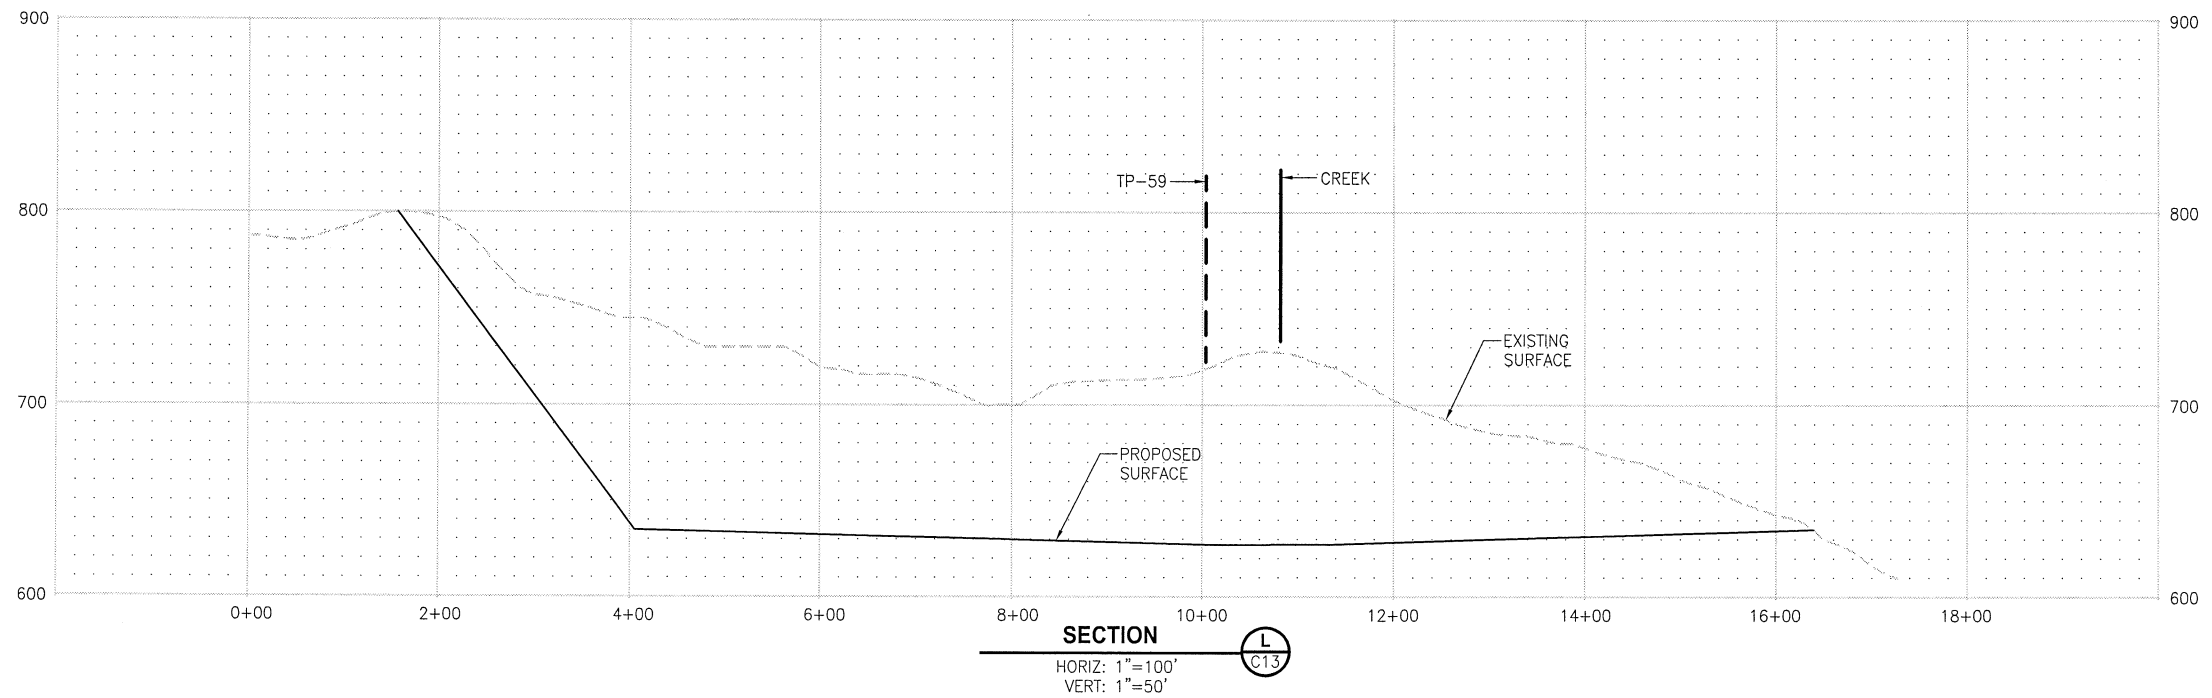 900
900
TP-59
CREEK
800
800
EXISTING
SURFACE
700
700
PROPOSED
SURFACE
600
600
0+00
2+00
4+00
6+00
8+00
10+00
12+00
14+00
16+00
18+00
SECTION
L
C13
HORIZ: 1"=100'
VERT: 1"=50'